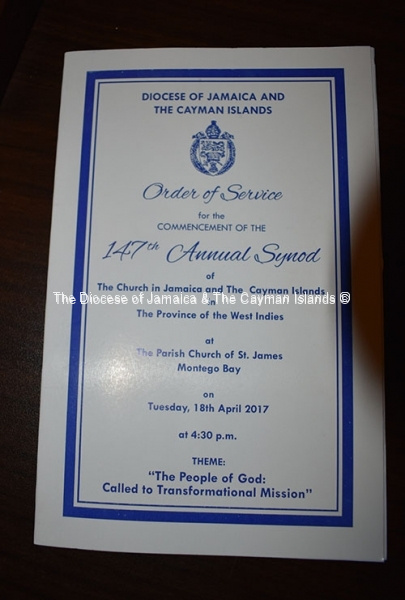 DIOCESE OF JAMAICA AND
THE CAYMAN ISLANDS
Order of Service
for the
COMMENCEMENT OF THE
147th Annual Synod
of
The Church in Jamaica and The Cayman Islands
The Diocese of Jamaica & The Cayman Islands ©
The Province of the West Indies
at
The Parish Church of St. James
Montego Bay
on
Tuesday, 18th April 2017
at 4:30 p.m.
THEME:
"The People of God:
Called to Transformational Mission"